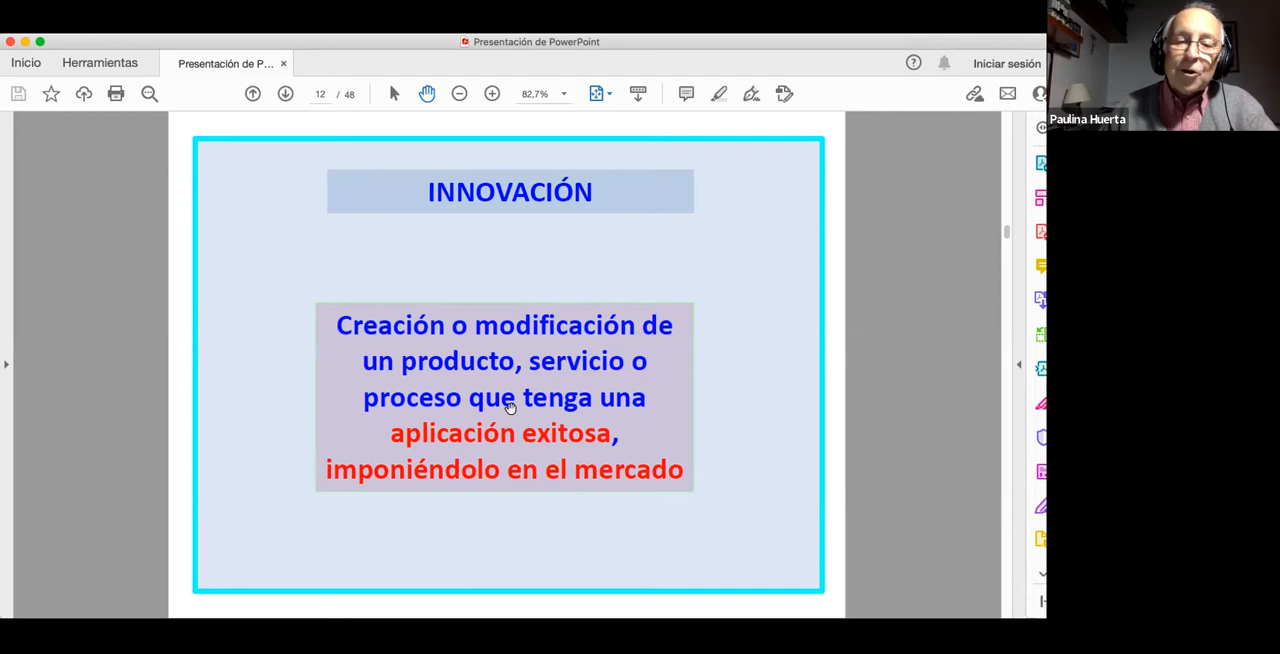 Presentación de PowerPoint
Inicio
Herramientas
Presentación de P... ×
Iniciar sesión
12 / 48
82,7%
Paulina Huerta
INNOVACIÓN
Creación o modificación de
un producto, servicio o
proceso que tenga una
aplicación exitosa,
imponiéndolo en el mercado